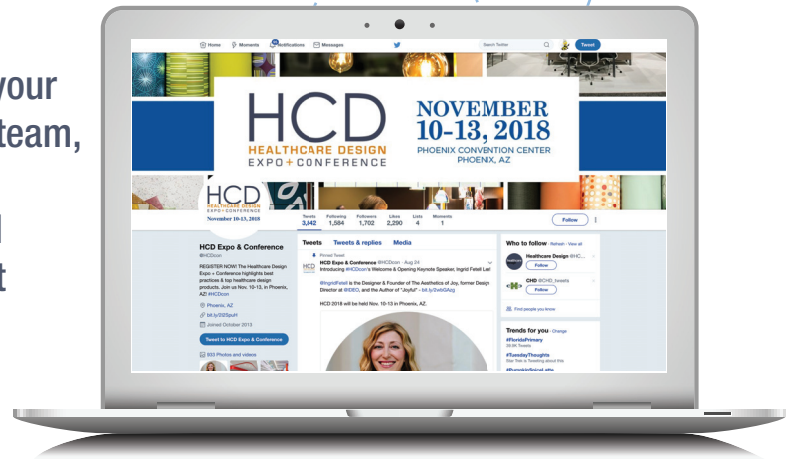 your
team,
t
Home Moments Notifications Messages Search Twitter Tweet
HCD
HEALTHCARE DESIGN
EXPO+CONFERENCE
NOVEMBER
10-13, 2018
PHOENIX CONVENTION CENTER
PHOENIX, AZ
HCD
HEALTHCARE DESIGN
EXPO+CONFERENCE
November 10-13, 2018
Tweets Following Followers Likes Lists Moments
3,142 1,584 1,702 2,290 4 1
Follow
HCD Expo & Conference
@HCDcon
REGISTER NOW! The Healthcare Design
Expo + Conference highlights best
practices & top healthcare design
products. Join us Nov. 10-13, in Phoenix,
AZ! #HCDcon
Phoenix, AZ
bit.ly/2I2SpuH
Joined October 2013
Tweet to HCD Expo & Conference
933 Photos and videos
Tweets Tweets & replies Media
Pinned Tweet
HCD Expo & Conference @HCDcon · Aug 24
Introducing #HCDcon's Welcome & Opening Keynote Speaker, Ingrid Fetell Lee!
@IngridFetell is the Designer & Founder of The Aesthetics of Joy, former Design
Director at @IDEO, and the Author of "Joyful" -
HCD 2018 will be held Nov. 10-13 in Phoenix, AZ.
Who to follow · Refresh · View all
Healthcare Design @HC...
Follow
CHD @CHD_tweets
Follow
Find people you know
Trends for you · Change
#FloridaPrimary
#TuesdayThoughts
Star Trek is Tweeting about this
#PumpkinSpiceLatte